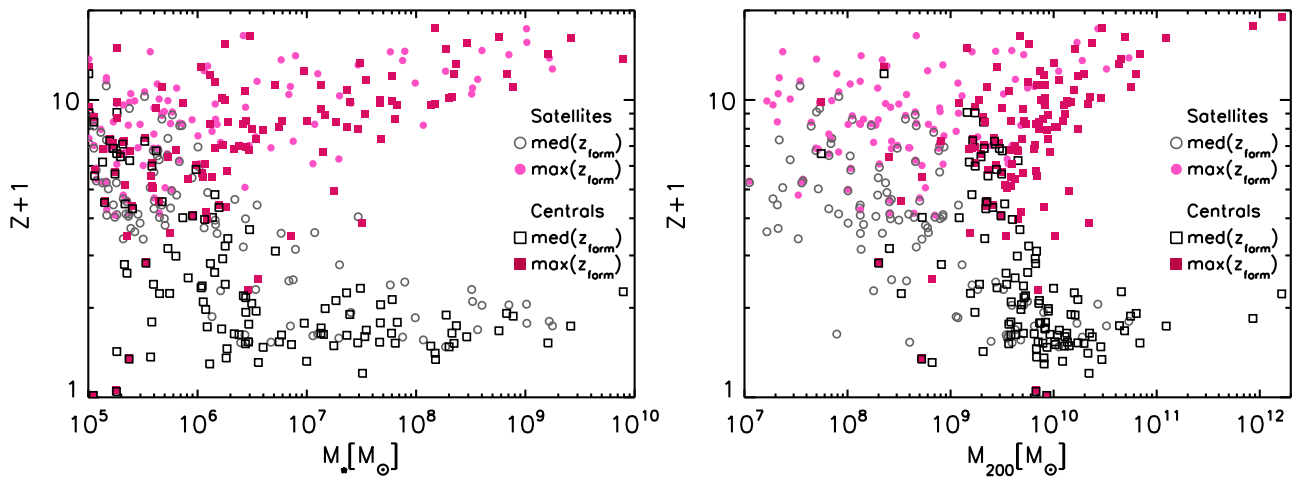 10
1
Z+1
10^5 10^6 10^7 10^8 10^9 10^10
M_*[M_☉]
Satellites
med(z_form)
max(z_form)
Centrals
med(z_form)
max(z_form)
10
1
Z+1
10^7 10^8 10^9 10^10 10^11 10^12
M_200[M_☉]
Satellites
med(z_form)
max(z_form)
Centrals
med(z_form)
max(z_form)